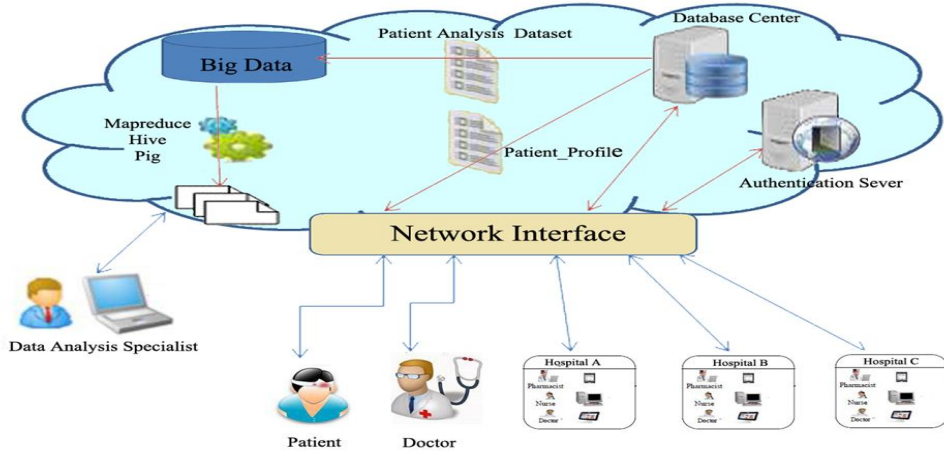 Patient Analysis Dataset
Database Center
Big Data
Mapreduce
Hive
Pig
Patient_Profile
Authentication Sever
Network Interface
Data Analysis Specialist
Patient
Doctor
Hospital A
Pharmacist
Nurse
Doctor
Hospital B
Pharmacist
Nurse
Doctor
Hospital C
Pharmacist
Nurse
Doctor